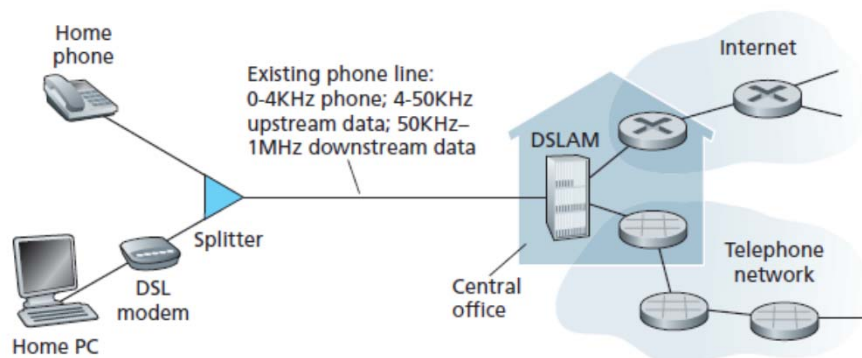 Home
phone
Existing phone line:
0-4KHz phone; 4-50KHz
upstream data; 50KHz–
1MHz downstream data
Internet
DSLAM
Splitter
DSL
modem
Home PC
Central
office
Telephone
network